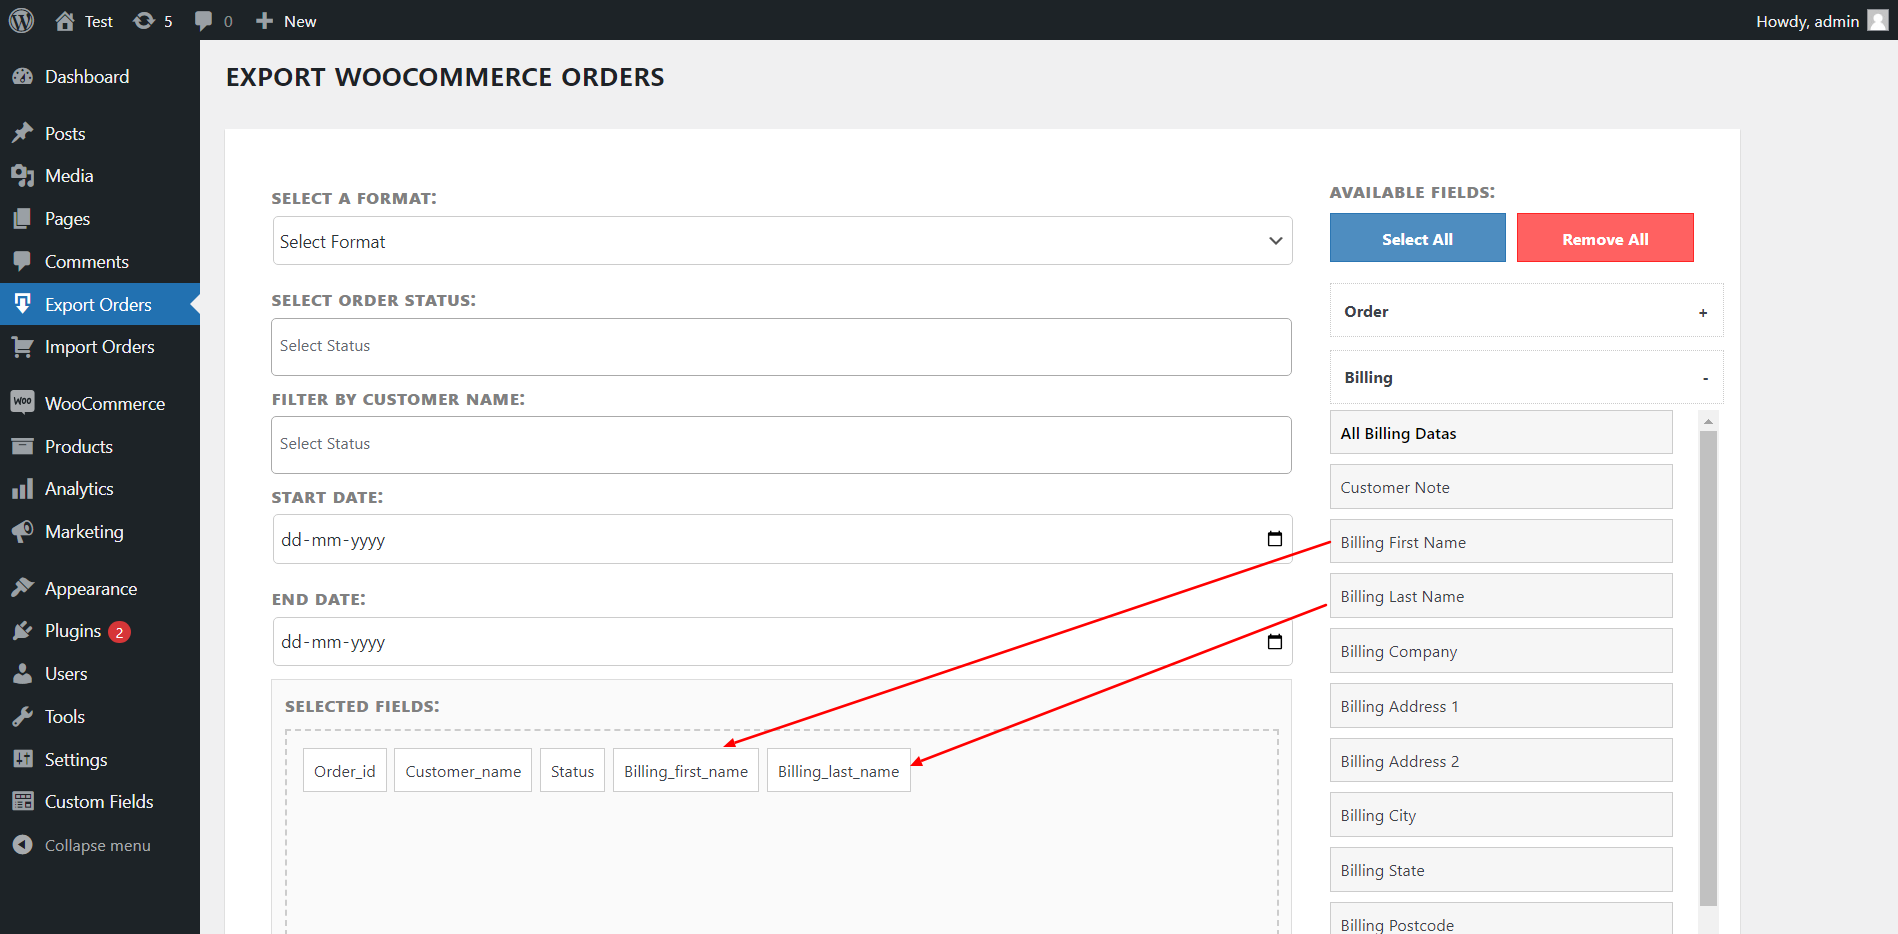 Test 5 0 New
Howdy, admin
Dashboard
Posts
Media
Pages
Comments
Export Orders
Import Orders
Woo WooCommerce
Products
Analytics
Marketing
Appearance
Plugins 2
Users
Tools
Settings
Custom Fields
Collapse menu
EXPORT WOOCOMMERCE ORDERS
SELECT A FORMAT:
Select Format
SELECT ORDER STATUS:
Select Status
FILTER BY CUSTOMER NAME:
Select Status
START DATE:
dd-mm-yyyy
END DATE:
dd-mm-yyyy
SELECTED FIELDS:
Order_id Customer_name Status Billing_first_name Billing_last_name
AVAILABLE FIELDS:
Select All Remove All
Order +
Billing -
All Billing Datas
Customer Note
Billing First Name
Billing Last Name
Billing Company
Billing Address 1
Billing Address 2
Billing City
Billing State
Billing Postcode